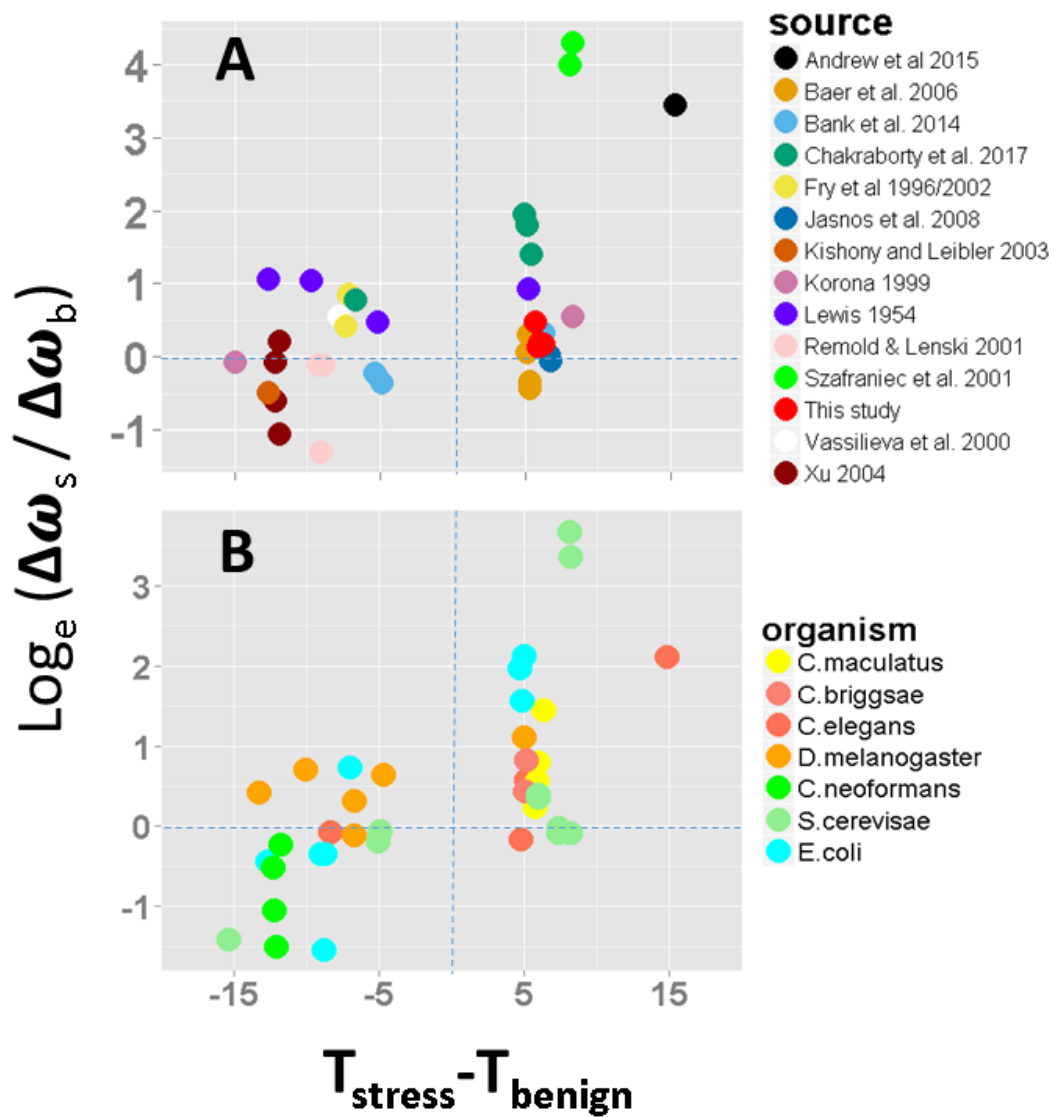 A
4
3
2
1
0
-1
source
Andrew et al 2015
Baer et al. 2006
Bank et al. 2014
Chakraborty et al. 2017
Fry et al 1996/2002
Jasnos et al. 2008
Kishony and Leibler 2003
Korona 1999
Lewis 1954
Remold & Lenski 2001
Szafraniec et al. 2001
This study
Vassilieva et al. 2000
Xu 2004
Logₑ (Δωₛ / Δω_b)
B
3
2
1
0
-1
-15 -5 5 15
organism
C.maculatus
C.briggsae
C.elegans
D.melanogaster
C.neoformans
S.cerevisae
E.coli
T_stress-T_benign